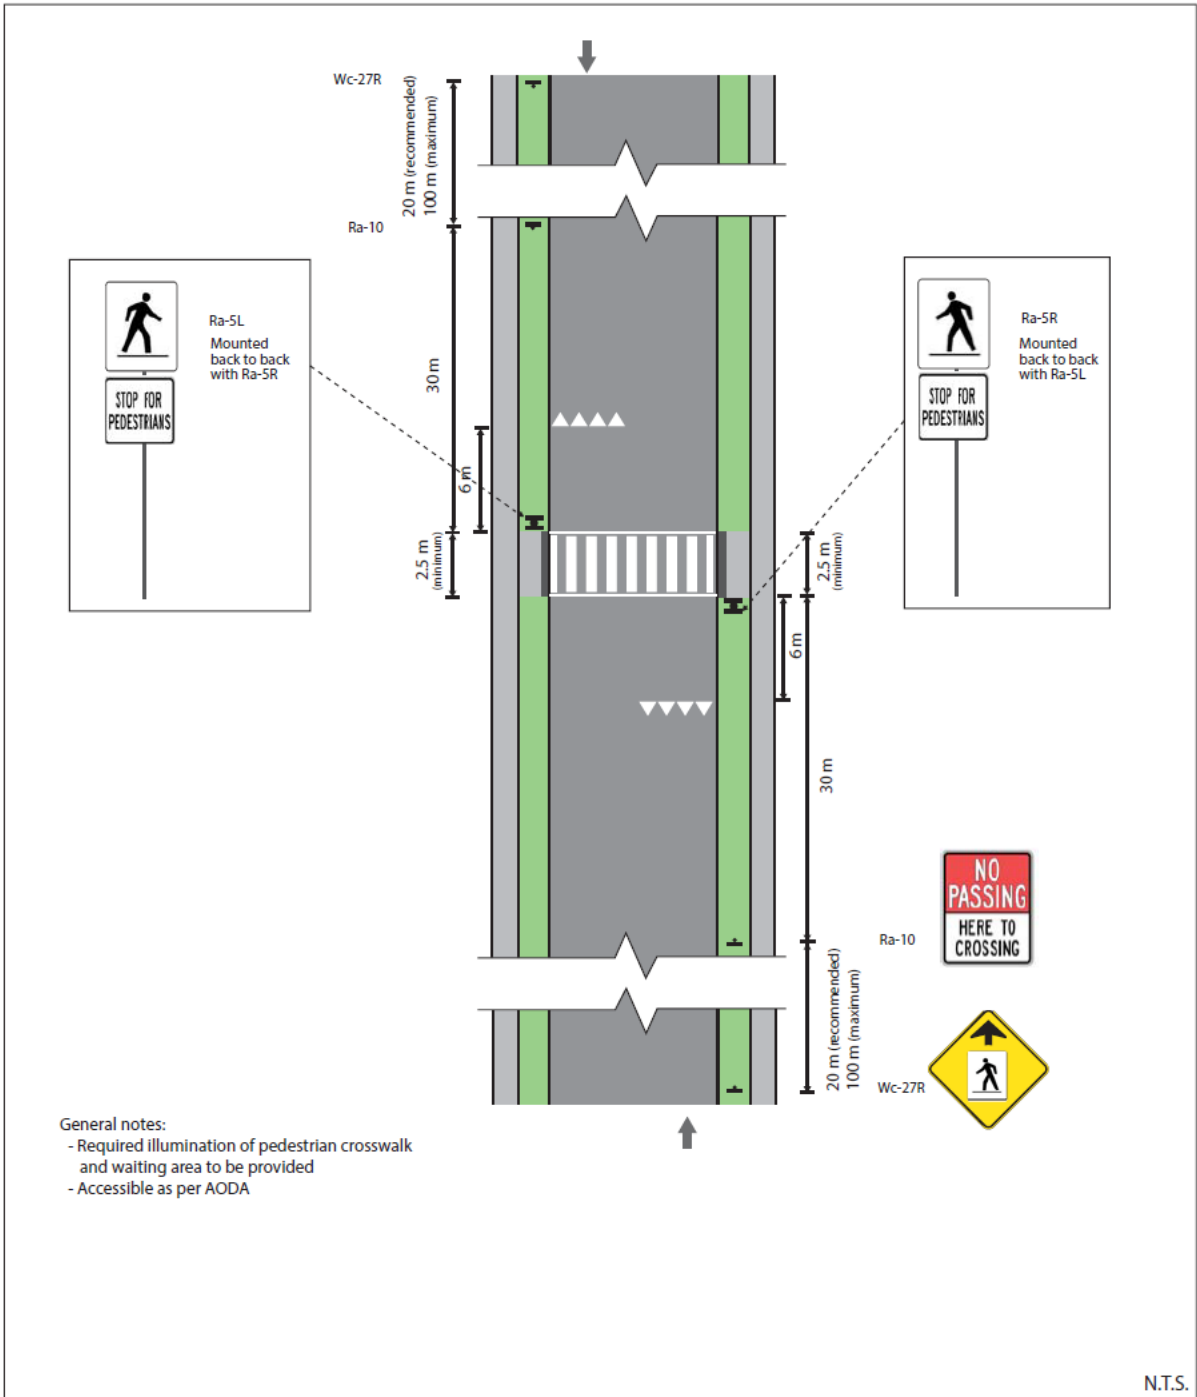 Wc-27R
20 m (recommended)
100 m (maximum)
Ra-10
30 m
6 m
2.5 m
(minimum)
Ra-5L
Mounted
back to back
with Ra-5R
STOP FOR
PEDESTRIANS
Ra-5R
Mounted
back to back
with Ra-5L
STOP FOR
PEDESTRIANS
2.5 m
(minimum)
6 m
30 m
NO
PASSING
HERE TO
CROSSING
Ra-10
20 m (recommended)
100 m (maximum)
Wc-27R
General notes:
- Required illumination of pedestrian crosswalk
and waiting area to be provided
- Accessible as per AODA
N.T.S.